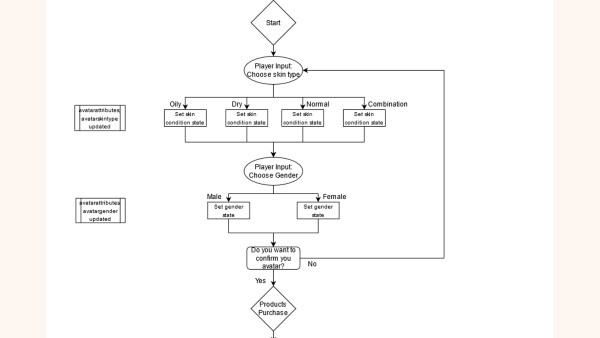 Start
Player Input:
Choose skin type
Oily
Dry
Normal
Combination
Set skin
condition state
Set skin
condition state
Set skin
condition state
Set skin
condition state
avatarattributes.
avatarskintype
updated
Player Input:
Choose Gender
Male
Female
Set gender
state
Set gender
state
avatarattributes.
avatargender
updated
Do you want to
confirm you
avatar?
No
Yes
Products
Purchase